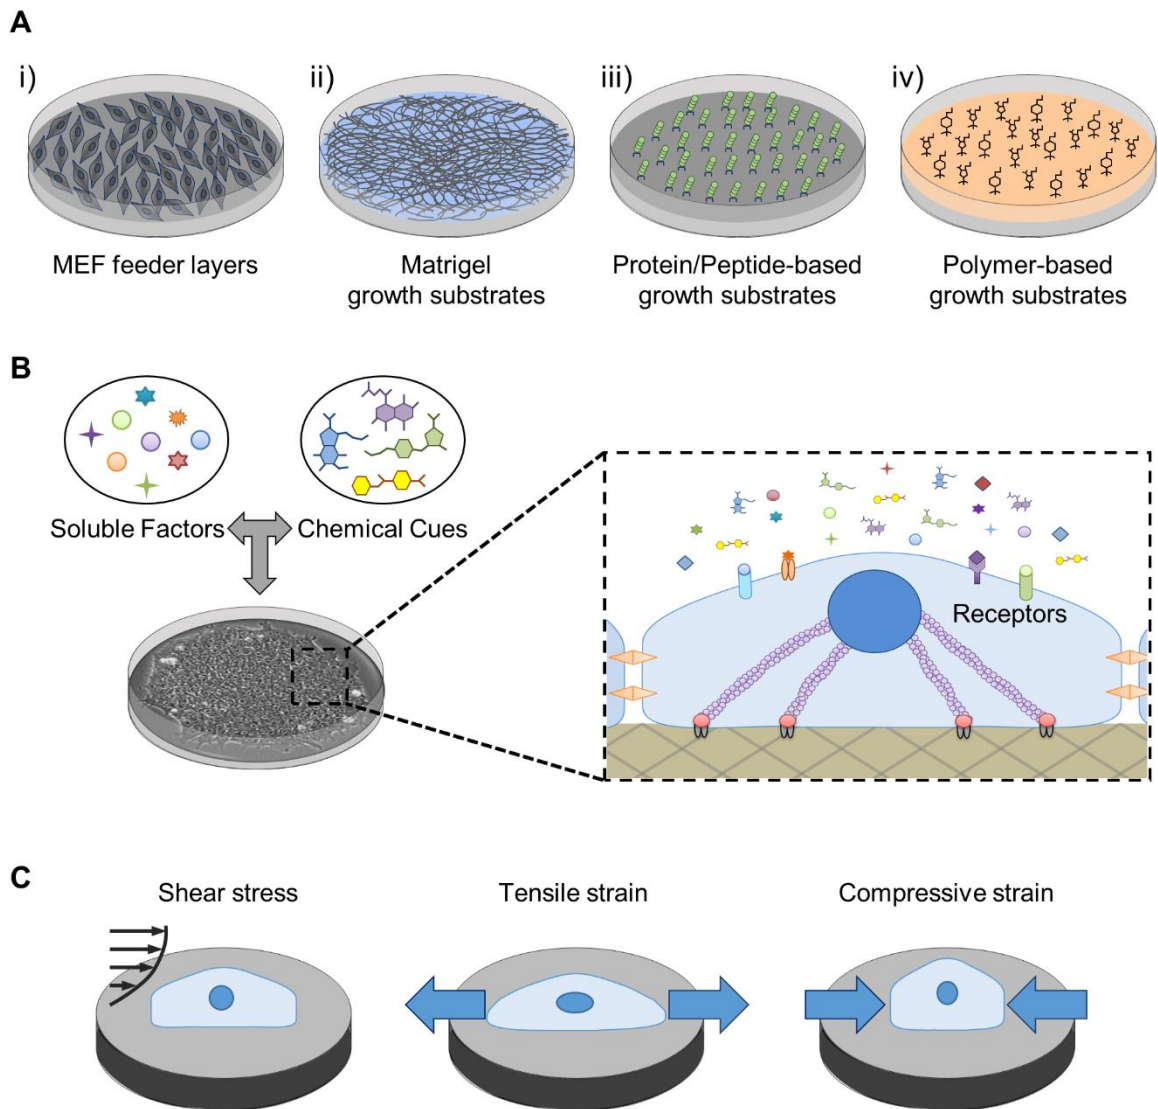 A
i)
ii)
iii)
iv)
MEF feeder layers
Matrigel
growth substrates
Protein/Peptide-based
growth substrates
Polymer-based
growth substrates
B
Soluble Factors
Chemical Cues
Receptors
C
Shear stress
Tensile strain
Compressive strain